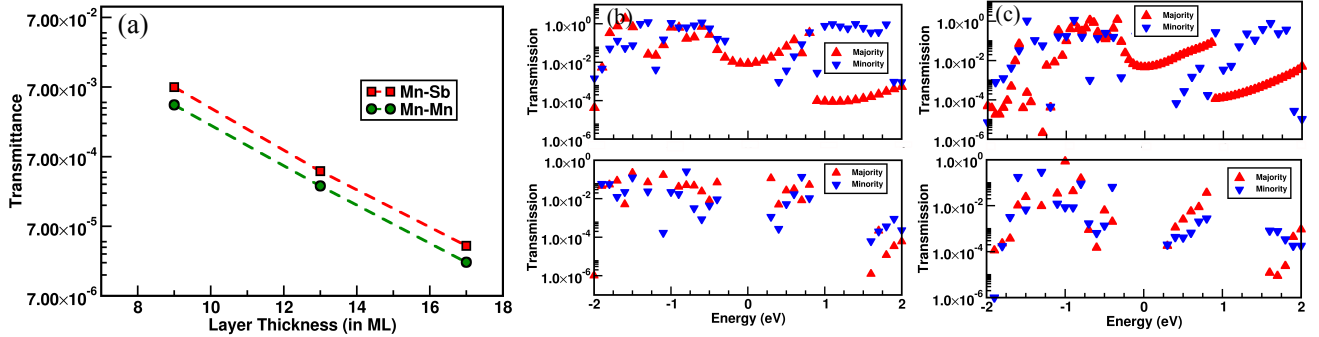 (a)
7.00×10⁻²
7.00×10⁻³
7.00×10⁻⁴
7.00×10⁻⁵
7.00×10⁻⁶
Transmittance
Mn-Sb
Mn-Mn
8 10 12 14 16 18
Layer Thickness (in ML)
(b)
1.0×10⁰
1.0×10⁻²
1.0×10⁻⁴
1.0×10⁻⁶
Transmission
Majority
Minority
1.0×10⁰
1.0×10⁻²
1.0×10⁻⁴
1.0×10⁻⁶
Transmission
Majority
Minority
-2 -1 0 1 2
Energy (eV)
(c)
1.0×10⁰
1.0×10⁻²
1.0×10⁻⁴
1.0×10⁻⁶
Transmission
Majority
Minority
1.0×10⁰
1.0×10⁻²
1.0×10⁻⁴
1.0×10⁻⁶
Transmission
Majority
Minority
-2 -1 0 1 2
Energy (eV)